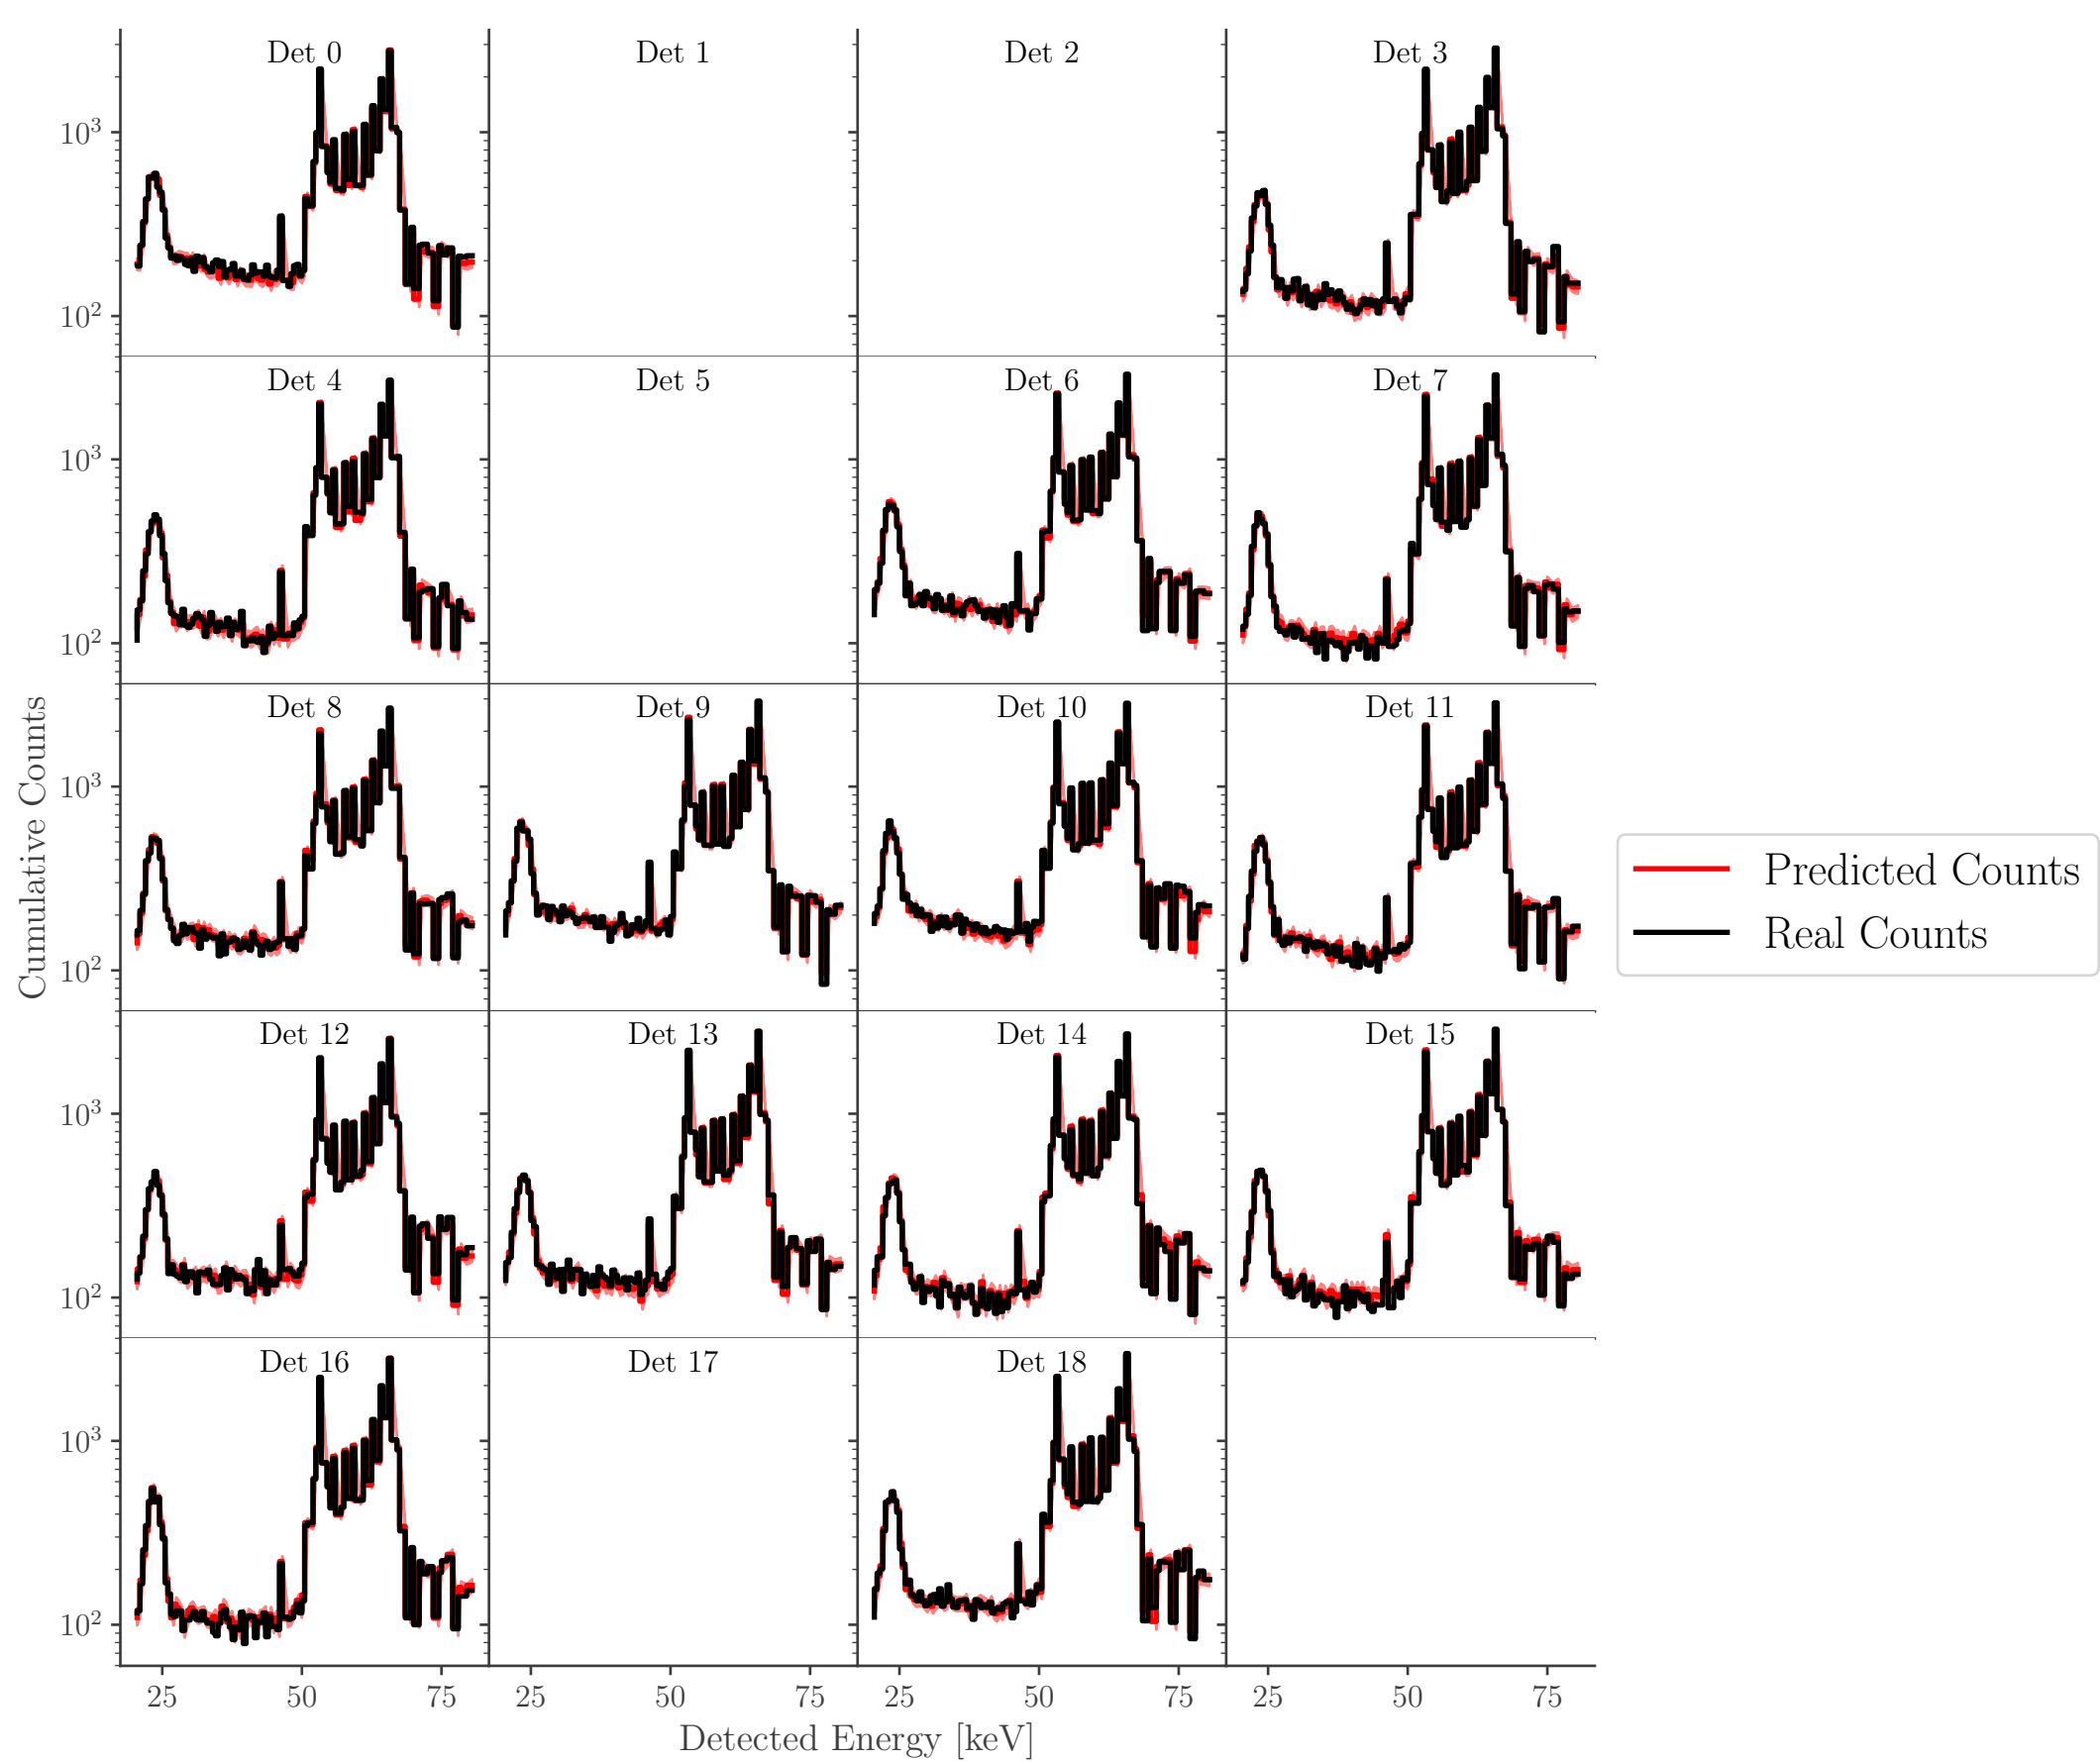 Det 0
Det 1
Det 2
Det 3
10^3
10^2
Det 4
Det 5
Det 6
Det 7
10^3
10^2
Det 8
Det 9
Det 10
Det 11
10^3
10^2
Cumulative Counts
Predicted Counts
Real Counts
Det 12
Det 13
Det 14
Det 15
10^3
10^2
Det 16
Det 17
Det 18
10^3
10^2
25 50 75 25 50 75 25 50 75 25 50 75
Detected Energy [keV]